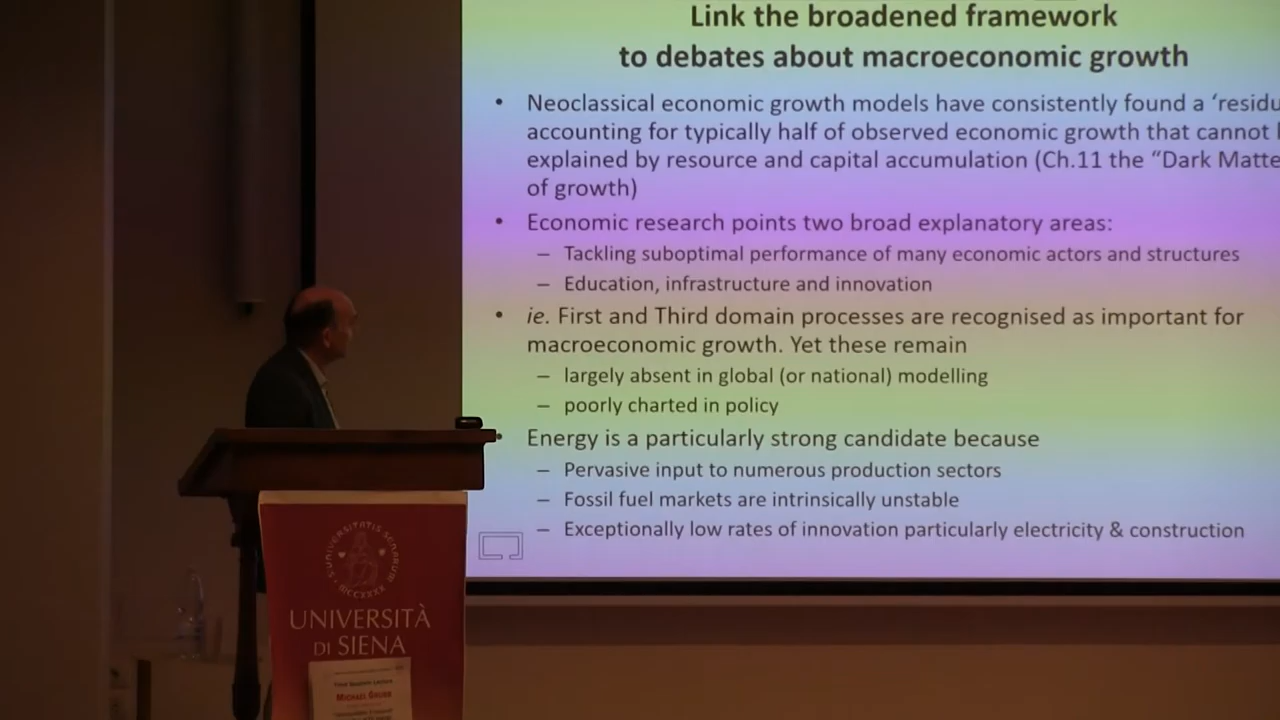 Link the broadened framework
to debates about macroeconomic growth
• Neoclassical economic growth models have consistently found a ‘residu
accounting for typically half of observed economic growth that cannot
explained by resource and capital accumulation (Ch.11 the “Dark Matte
of growth)
• Economic research points two broad explanatory areas:
– Tackling suboptimal performance of many economic actors and structures
– Education, infrastructure and innovation
• ie. First and Third domain processes are recognised as important for
macroeconomic growth. Yet these remain
– largely absent in global (or national) modelling
– poorly charted in policy
• Energy is a particularly strong candidate because
– Pervasive input to numerous production sectors
– Fossil fuel markets are intrinsically unstable
– Exceptionally low rates of innovation particularly electricity & construction
UNIVERSITÀ
DI SIENA
MICHAEL GRUBB